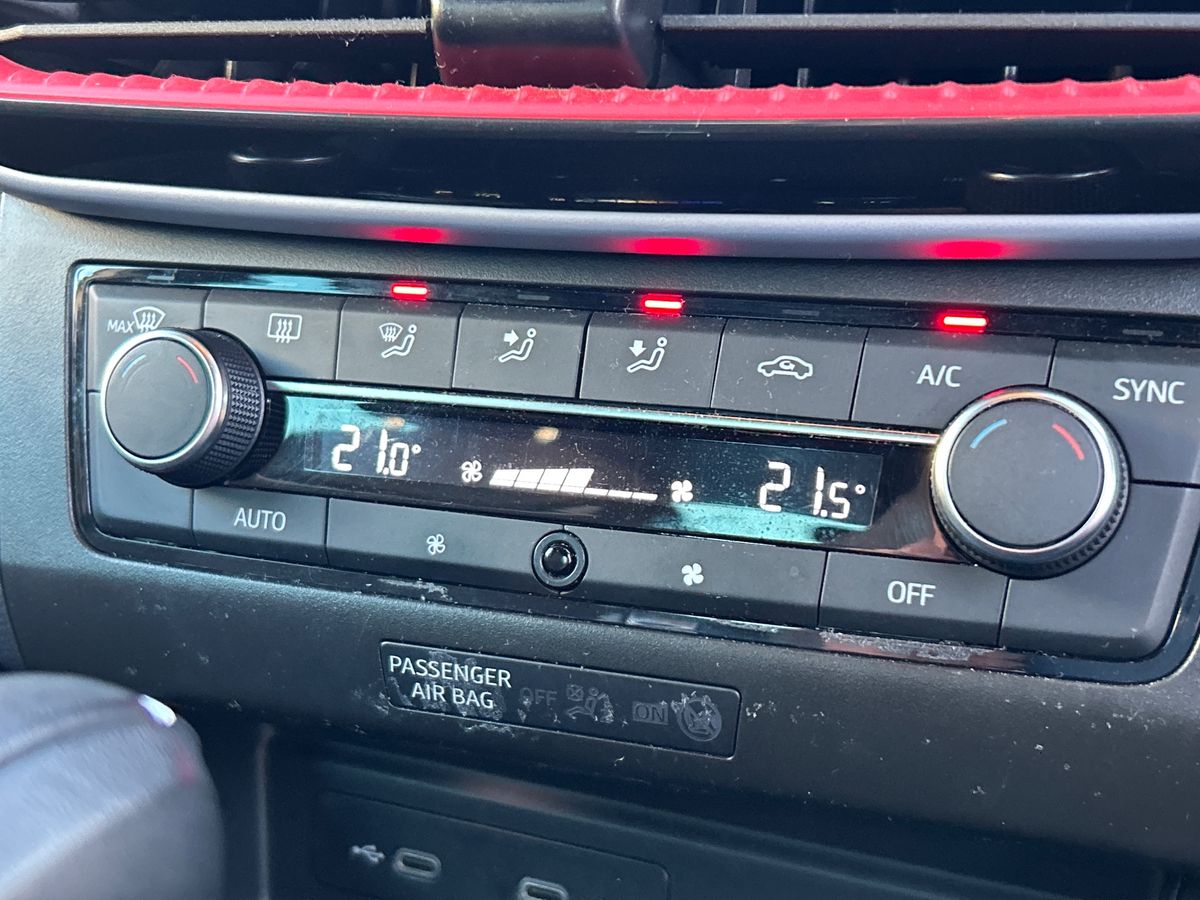 MAX
A/C
SYNC
21.0°
21.5°
AUTO
OFF
PASSENGER
AIR BAG
OFF
ON